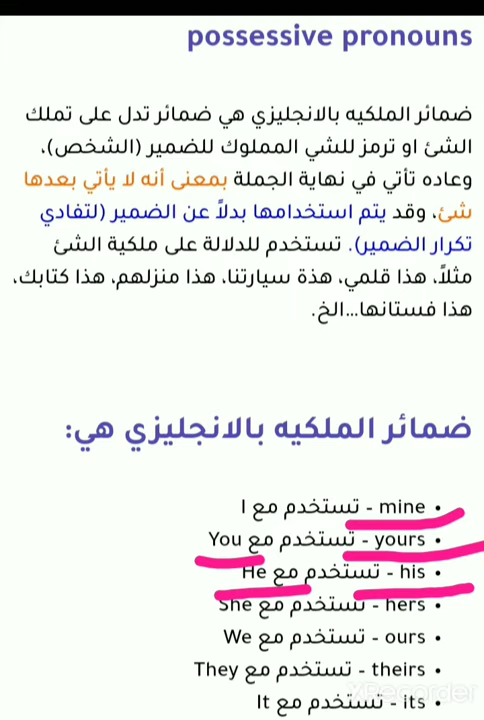 possessive pronouns
ضمائر الملكيه بالانجليزي هي ضمائر تدل على تملك
الشئ او ترمز للشي المملوك للضمير (الشخص)،
وعاده تأتي في نهاية الجملة بمعنى أنه لا يأتي بعدها
شئ، وقد يتم استخدامها بدلاً عن الضمير (لتفادي
تكرار الضمير). تستخدم للدلالة على ملكية الشئ
مثلاً، هذا قلمي، هذة سيارتنا، هذا منزلهم، هذا كتابك،
هذا فستانها...الخ.
ضمائر الملكيه بالانجليزي هي:
• mine - تستخدم مع I
• yours - تستخدم مع You
• his - تستخدم مع He
• hers - تستخدم مع She
• ours - تستخدم مع We
• theirs - تستخدم مع They
• its - تستخدم مع It
XRecorder